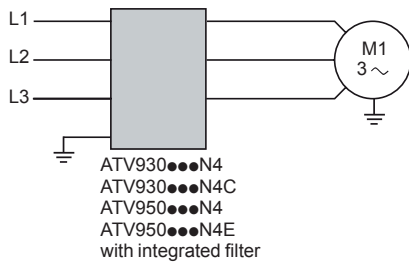 L1
L2
L3
M1
3 ~
ATV930●●●N4
ATV930●●●N4C
ATV950●●●N4
ATV950●●●N4E
with integrated filter